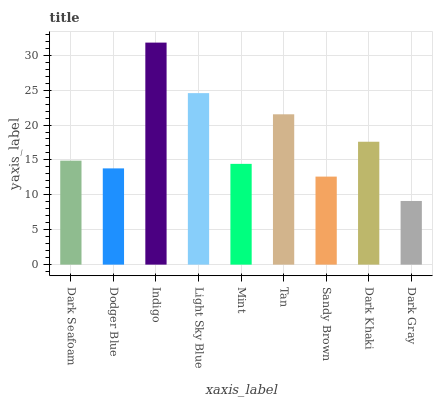 title
yaxis_label
30
25
20
15
10
5
0
Dark Seafoam
Dodger Blue
Indigo
Light Sky Blue
Mint
Tan
Sandy Brown
Dark Khaki
Dark Gray
xaxis_label